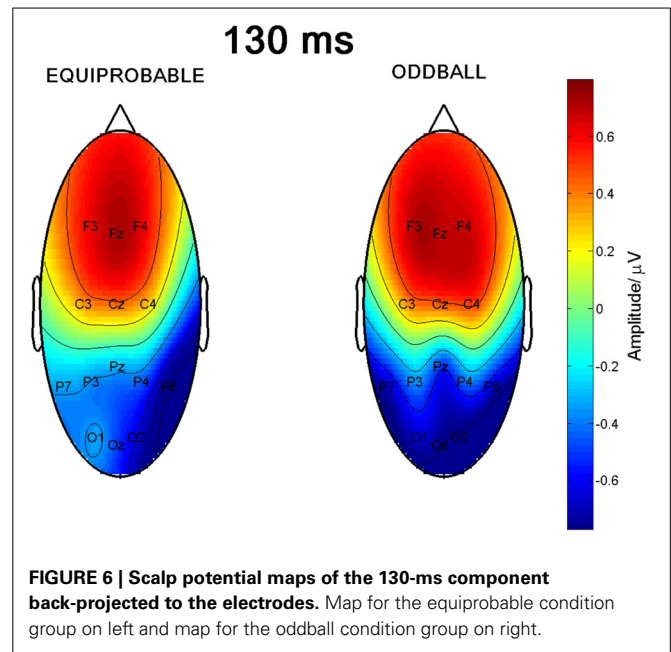 130 ms
EQUIPROBABLE ODDBALL
F3 Fz F4
C3 Cz C4
Pz
P7 P3 P4 P8
O1 Oz O2
F3 Fz F4
C3 Cz C4
Pz
P7 P3 P4 P8
O1 Oz O2
0.6
0.4
0.2
0
-0.2
-0.4
-0.6
Amplitude/ μV
FIGURE 6 | Scalp potential maps of the 130-ms component
back-projected to the electrodes. Map for the equiprobable condition
group on left and map for the oddball condition group on right.